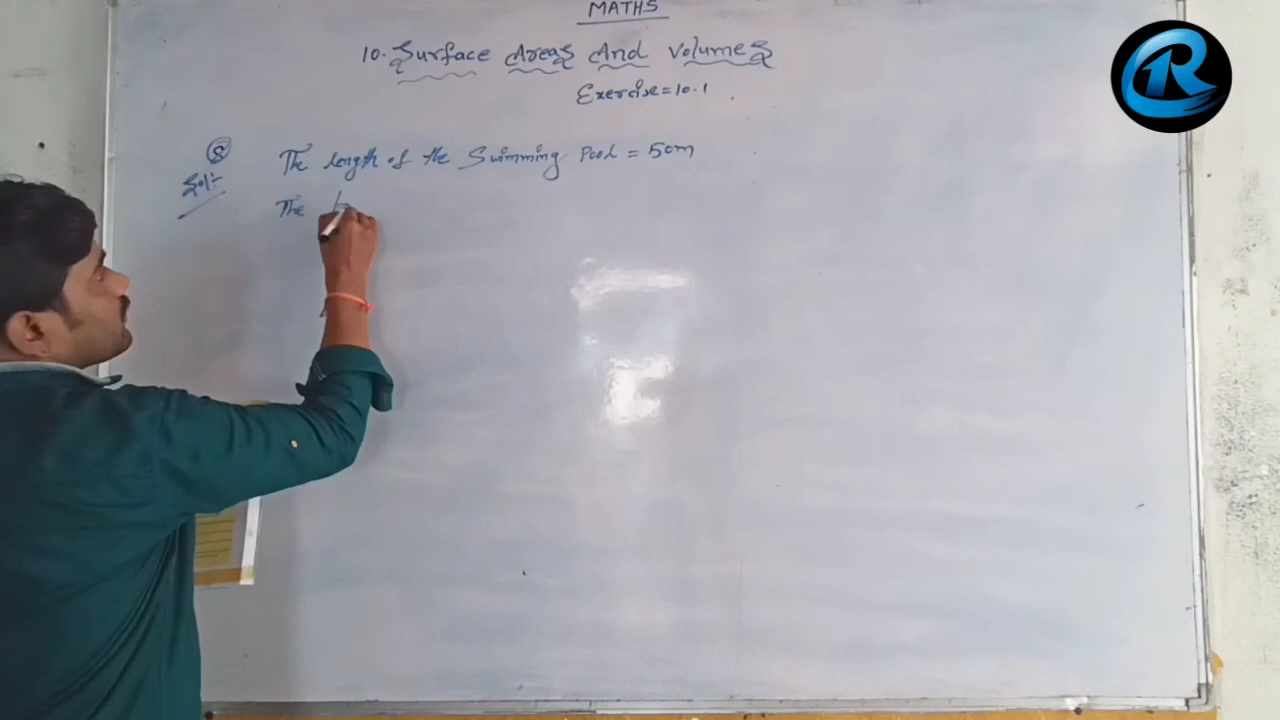 MATHS
10. Surface Areas And Volumes
Exercise = 10.1
8
Sol:-
The length of the Swimming Pool = 50m
The b